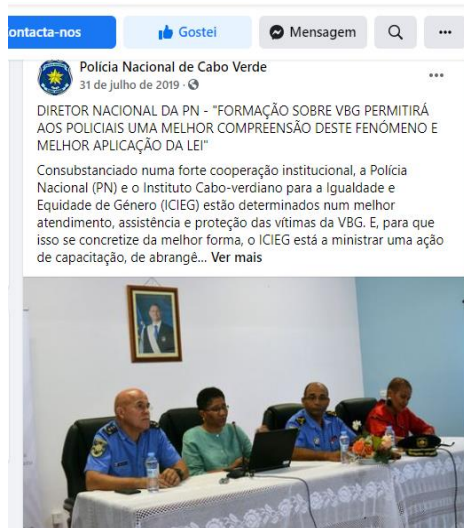 ontacta-nos
Gostei
Mensagem
Polícia Nacional de Cabo Verde
31 de julho de 2019 ·
DIRETOR NACIONAL DA PN - "FORMAÇÃO SOBRE VBG PERMITIRÁ
AOS POLICIAIS UMA MELHOR COMPREENSÃO DESTE FENÓMENO E
MELHOR APLICAÇÃO DA LEI"
Consubstanciado numa forte cooperação institucional, a Polícia
Nacional (PN) e o Instituto Cabo-verdiano para a Igualdade e
Equidade de Género (ICIEG) estão determinados num melhor
atendimento, assistência e proteção das vítimas da VBG. E, para que
isso se concretize da melhor forma, o ICIEG está a ministrar uma ação
de capacitação, de abrangê... Ver mais